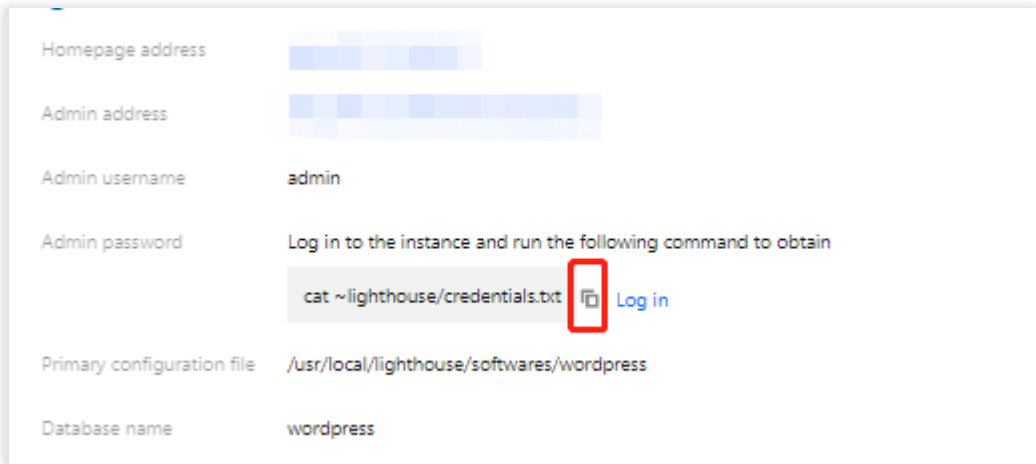 Homepage address
Admin address
Admin username admin
Admin password Log in to the instance and run the following command to obtain
cat ~lighthouse/credentials.txt Log in
Primary configuration file /usr/local/lighthouse/softwares/wordpress
Database name wordpress